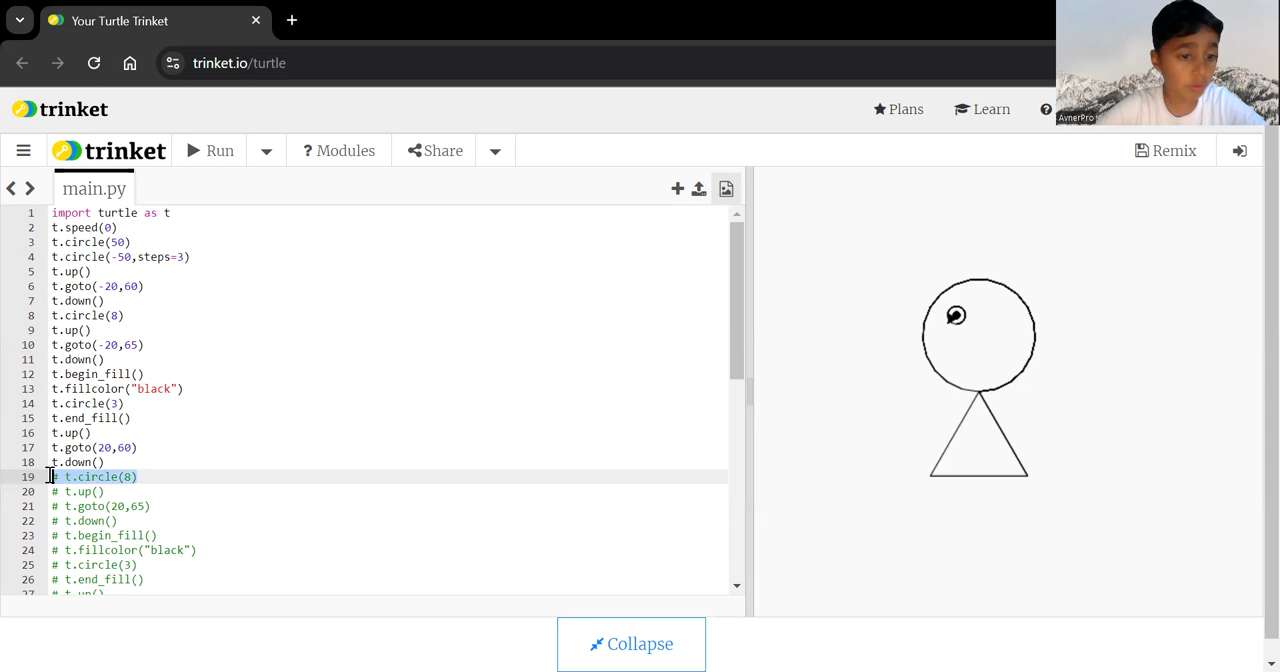 Your Turtle Trinket
trinket.io/turtle
AvnerPro
trinket
Plans
Learn
trinket
Run
? Modules
Share
Remix
main.py
1 import turtle as t
2 t.speed(0)
3 t.circle(50)
4 t.circle(-50,steps=3)
5 t.up()
6 t.goto(-20,60)
7 t.down()
8 t.circle(8)
9 t.up()
10 t.goto(-20,65)
11 t.down()
12 t.begin_fill()
13 t.fillcolor("black")
14 t.circle(3)
15 t.end_fill()
16 t.up()
17 t.goto(20,60)
18 t.down()
19 # t.circle(8)
20 # t.up()
21 # t.goto(20,65)
22 # t.down()
23 # t.begin_fill()
24 # t.fillcolor("black")
25 # t.circle(3)
26 # t.end_fill()
27 # t.up()
Collapse